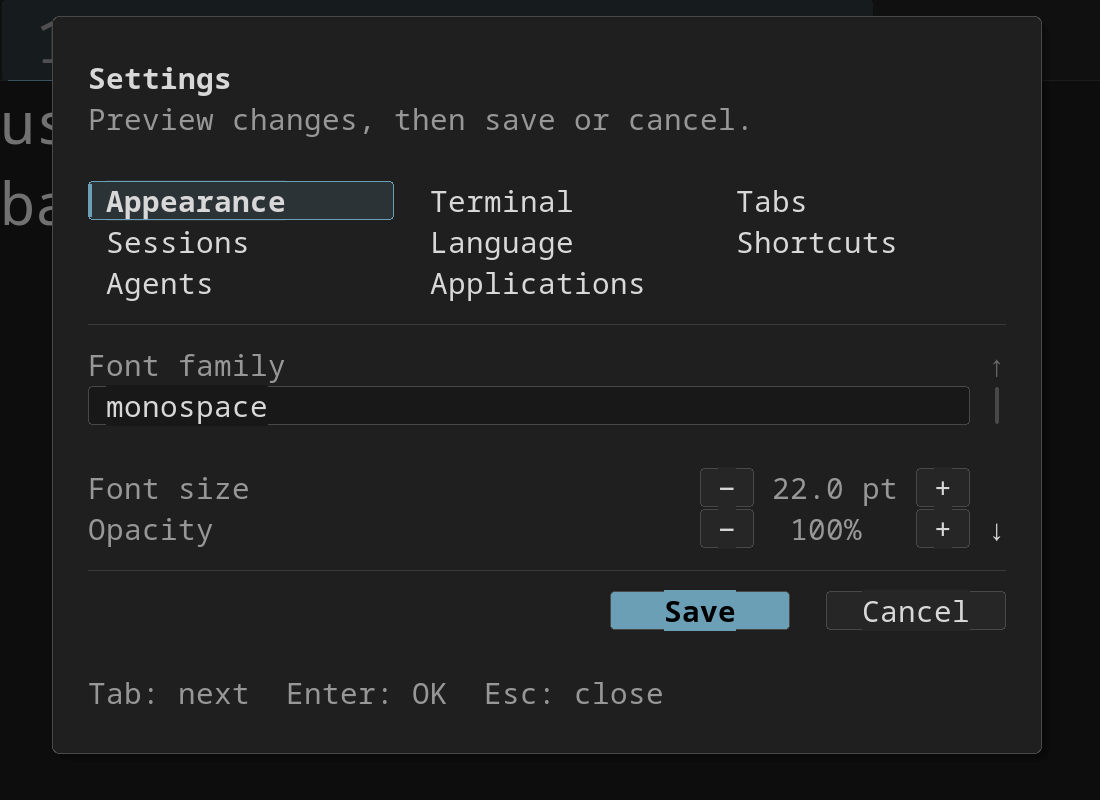 Settings
Preview changes, then save or cancel.
Appearance Terminal Tabs
Sessions Language Shortcuts
Agents Applications
Font family ↑
monospace
Font size − 22.0 pt +
Opacity − 100% + ↓
Save Cancel
Tab: next Enter: OK Esc: close